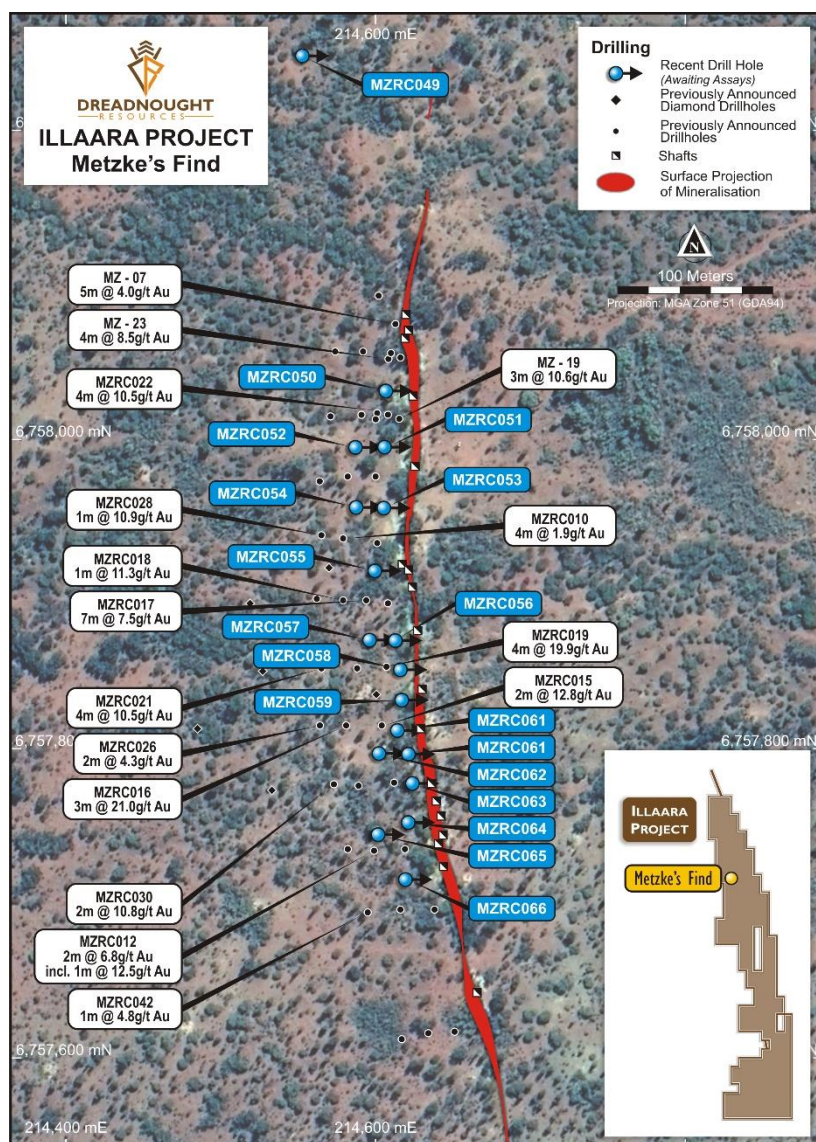 214,600 mE
DREADNOUGHT
RESOURCES
ILLAARA PROJECT
Metzke's Find
Drilling
Recent Drill Hole
(Awaiting Assays)
Previously Announced
Diamond Drillholes
Previously Announced
Drillholes
Shafts
Surface Projection
of Mineralisation
N
100 Meters
Projection: MGA Zone 51 (GDA94)
MZRC049
MZ - 07
5m @ 4.0g/t Au
MZ - 23
4m @ 8.5g/t Au
MZRC022
4m @ 10.5g/t Au
MZRC050
MZ - 19
3m @ 10.6g/t Au
6,758,000 mN
MZRC052
MZRC051
6,758,000 mN
MZRC054
MZRC053
MZRC028
1m @ 10.9g/t Au
MZRC010
4m @ 1.9g/t Au
MZRC055
MZRC018
1m @ 11.3g/t Au
MZRC017
7m @ 7.5g/t Au
MZRC056
MZRC057
MZRC019
4m @ 19.9g/t Au
MZRC058
MZRC015
2m @ 12.8g/t Au
MZRC021
4m @ 10.5g/t Au
MZRC059
MZRC061
MZRC026
2m @ 4.3g/t Au
MZRC061
6,757,800 mN
MZRC016
3m @ 21.0g/t Au
MZRC062
MZRC063
MZRC064
MZRC065
MZRC030
2m @ 10.8g/t Au
MZRC066
MZRC012
2m @ 6.8g/t Au
incl. 1m @ 12.5g/t Au
MZRC042
1m @ 4.8g/t Au
ILLAARA
PROJECT
Metzke's Find
6,757,600 mN
214,400 mE
214,600 mE